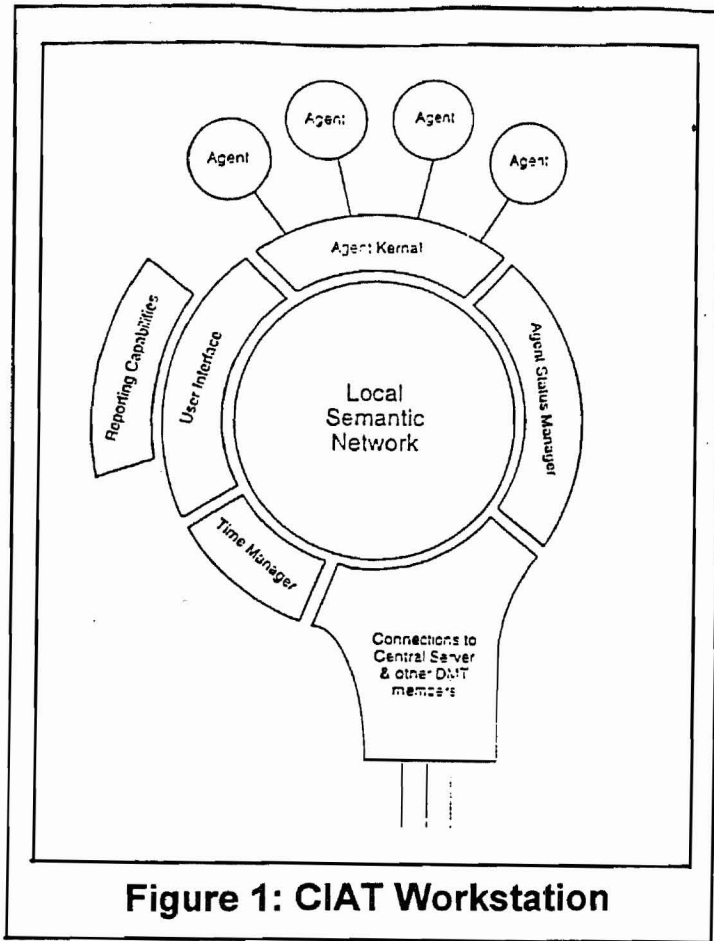 Agent
Agent
Agent
Agent
Agent Kernal
Reporting Capabilities
User Interface
Agent Status Manager
Local
Semantic
Network
Time Manager
Connections to
Central Server
& other DMT
members
Figure 1: CIAT Workstation